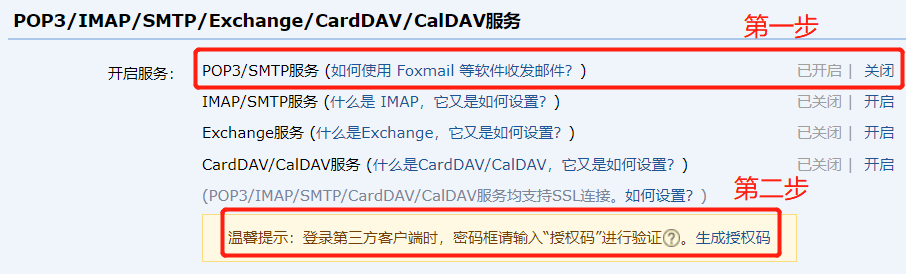 POP3/IMAP/SMTP/Exchange/CardDAV/CalDAV服务
第一步
开启服务： POP3/SMTP服务 (如何使用 Foxmail 等软件收发邮件？) 已开启 | 关闭
IMAP/SMTP服务 (什么是 IMAP，它又是如何设置？) 已关闭 | 开启
Exchange服务 (什么是Exchange，它又是如何设置？) 已关闭 | 开启
CardDAV/CalDAV服务 (什么是CardDAV/CalDAV，它又是如何设置？) 已关闭 | 开启
(POP3/IMAP/SMTP/CardDAV/CalDAV服务均支持SSL连接。如何设置？)
第二步
温馨提示：登录第三方客户端时，密码框请输入“授权码”进行验证?。生成授权码